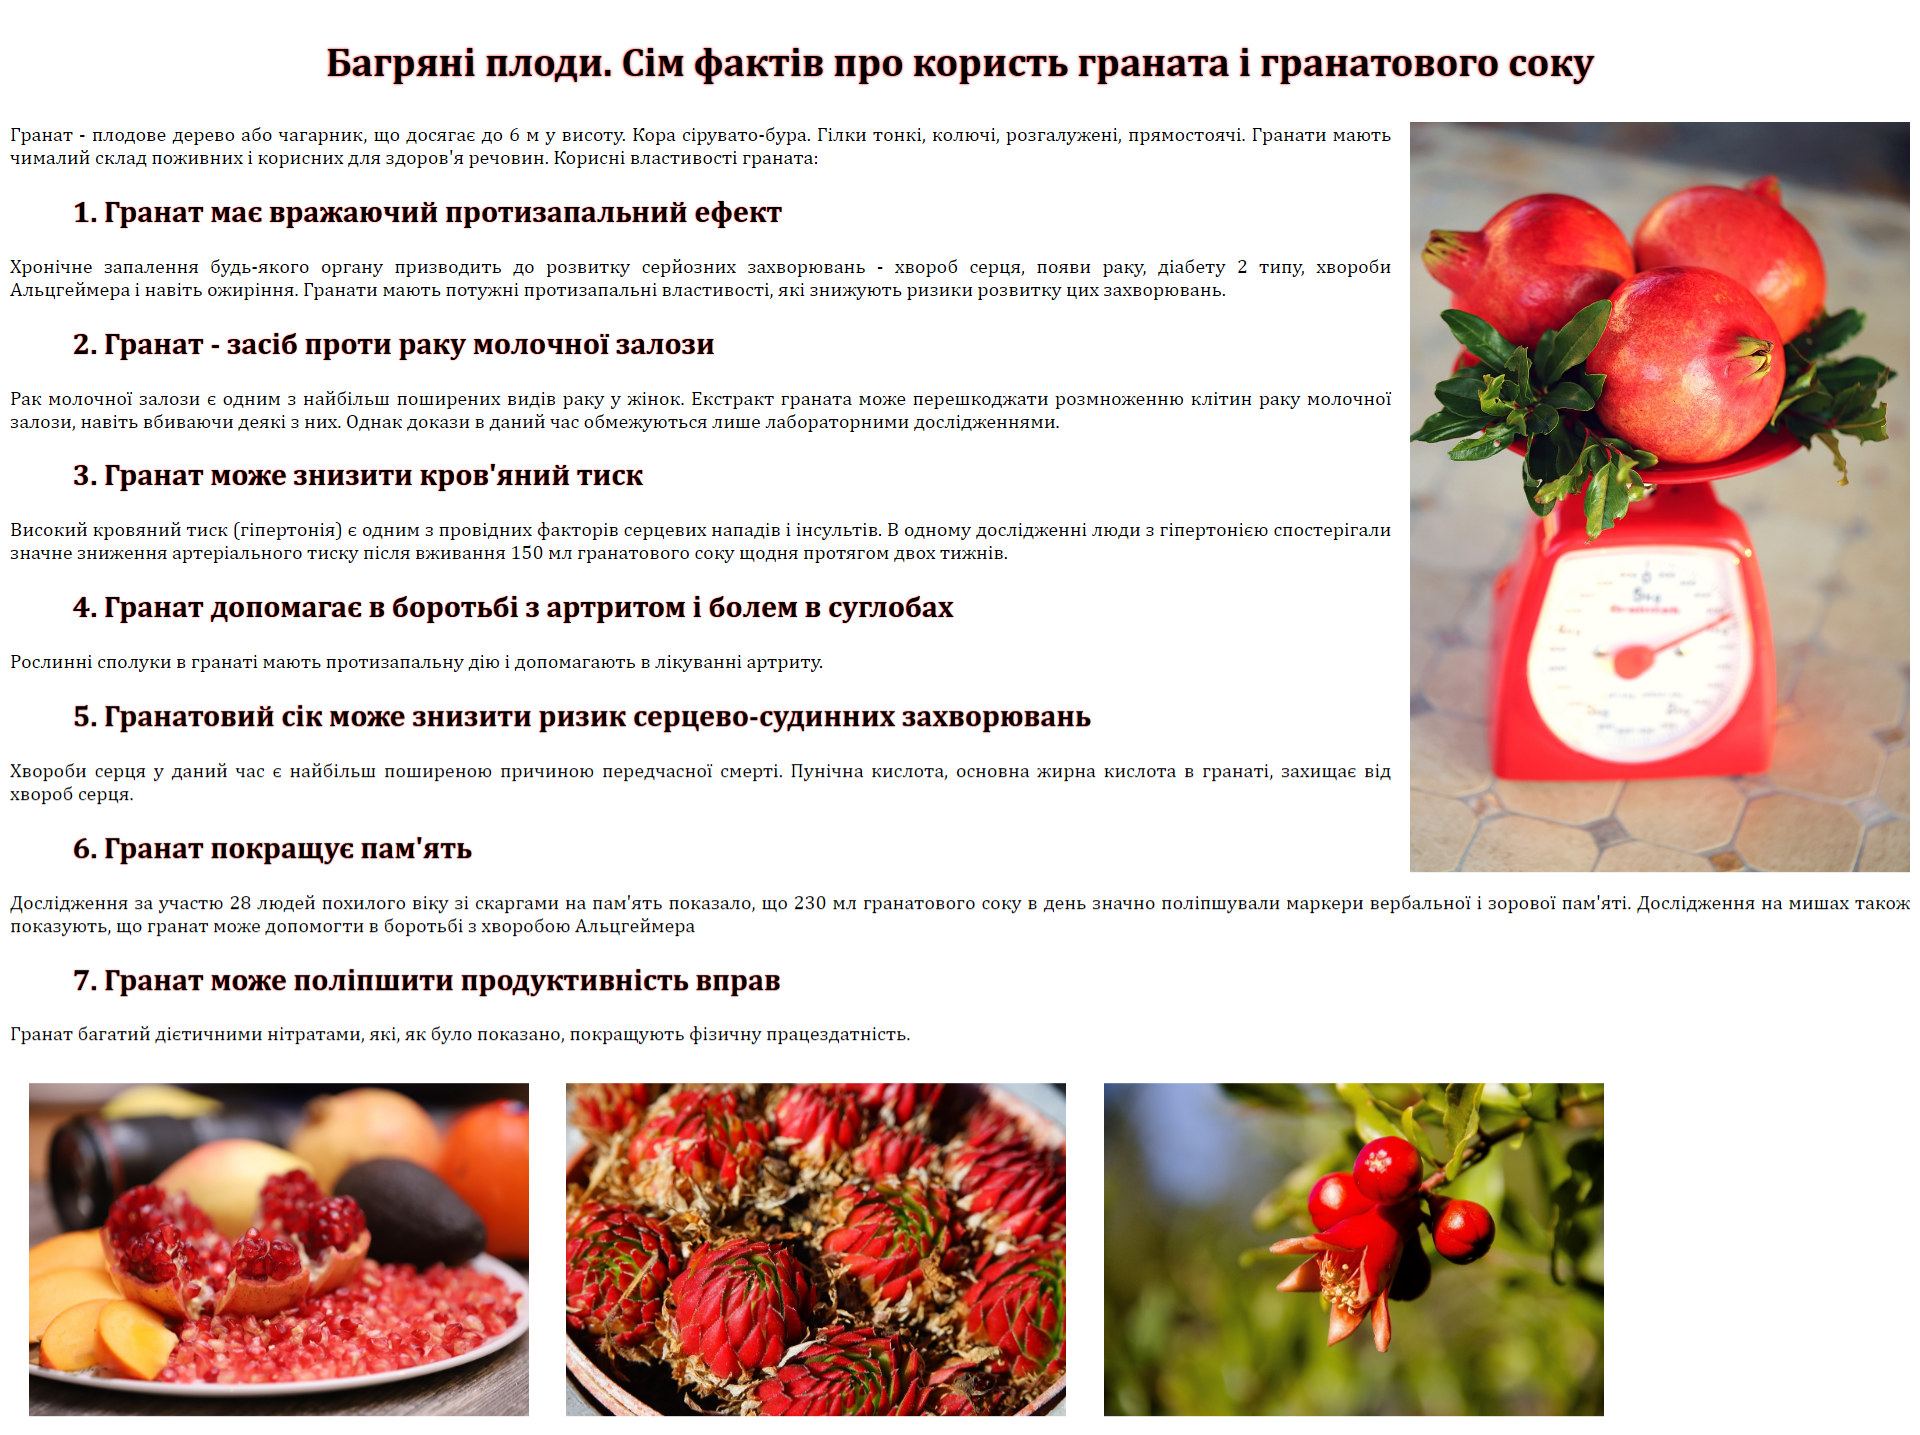 Багряні плоди. Сім фактів про користь граната і гранатового соку
Гранат - плодове дерево або чагарник, що досягає до 6 м у висоту. Кора сірувато-бура. Гілки тонкі, колючі, розгалужені, прямостоячі. Гранати мають
чималий склад поживних і корисних для здоров'я речовин. Корисні властивості граната:
1. Гранат має вражаючий протизапальний ефект
Хронічне запалення будь-якого органу призводить до розвитку серйозних захворювань - хвороб серця, появи раку, діабету 2 типу, хвороби
Альцгеймера і навіть ожиріння. Гранати мають потужні протизапальні властивості, які знижують ризики розвитку цих захворювань.
2. Гранат - засіб проти раку молочної залози
Рак молочної залози є одним з найбільш поширених видів раку у жінок. Екстракт граната може перешкоджати розмноженню клітин раку молочної
залози, навіть вбиваючи деякі з них. Однак докази в даний час обмежуються лише лабораторними дослідженнями.
3. Гранат може знизити кров'яний тиск
Високий кровяний тиск (гіпертонія) є одним з провідних факторів серцевих нападів і інсультів. В одному дослідженні люди з гіпертонією спостерігали
значне зниження артеріального тиску після вживання 150 мл гранатового соку щодня протягом двох тижнів.
4. Гранат допомагає в боротьбі з артритом і болем в суглобах
Рослинні сполуки в гранаті мають протизапальну дію і допомагають в лікуванні артриту.
5. Гранатовий сік може знизити ризик серцево-судинних захворювань
Хвороби серця у даний час є найбільш поширеною причиною передчасної смерті. Пунічна кислота, основна жирна кислота в гранаті, захищає від
хвороб серця.
6. Гранат покращує пам'ять
Дослідження за участю 28 людей похилого віку зі скаргами на пам'ять показало, що 230 мл гранатового соку в день значно поліпшували маркери вербальної і зорової пам'яті. Дослідження на мишах також
показують, що гранат може допомогти в боротьбі з хворобою Альцгеймера
7. Гранат може поліпшити продуктивність вправ
Гранат багатий дієтичними нітратами, які, як було показано, покращують фізичну працездатність.
0
5kg